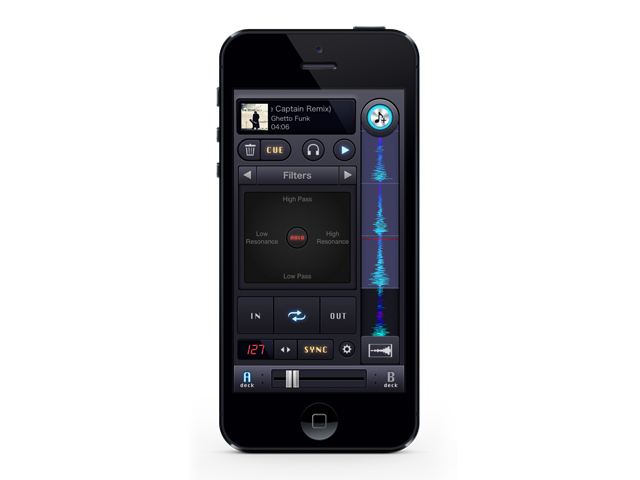 Captain Remix)
Ghetto Funk
04:06
CUE
Filters
High Pass
Low
Resonance
High
Resonance
Low Pass
IN
OUT
127
SYNC
A
deck
B
deck